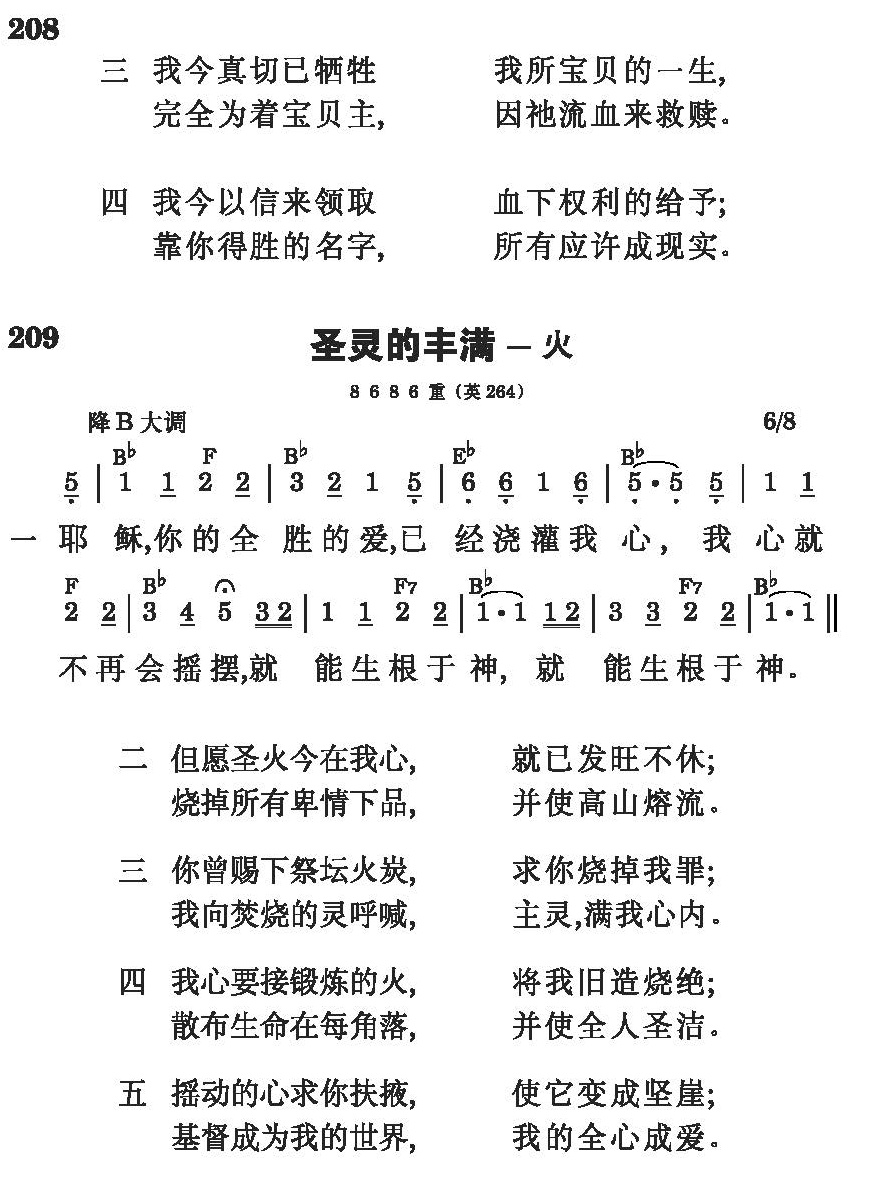 208
三 我今真切已牺牲 我所宝贝的一生,
完全为着宝贝主, 因祂流血来救赎。
四 我今以信来领取 血下权利的给予;
靠你得胜的名字, 所有应许成现实。
209 圣灵的丰满 — 火
8 6 8 6 重（英 264）
降 B 大调 6/8
B♭ F B♭ E♭ B♭
5 | 1 1 2 2 | 3 2 1 5 | 6 6 1 6 | 5 · 5 5 | 1 1
一 耶 稣,你 的 全 胜 的 爱,已 经 浇 灌 我 心 , 我 心 就
F B♭ F7 B♭ F7 B♭
2 2 | 3 4 5 3 2 | 1 1 2 2 | 1 · 1 1 2 | 3 3 2 2 | 1 · 1 ||
不 再 会 摇 摆,就 能 生 根 于 神, 就 能 生 根 于 神 。
二 但愿圣火今在我心, 就已发旺不休;
烧掉所有卑情下品, 并使高山熔流。
三 你曾赐下祭坛火炭, 求你烧掉我罪;
我向焚烧的灵呼喊, 主灵,满我心内。
四 我心要接锻炼的火, 将我旧造烧绝;
散布生命在每角落, 并使全人圣洁。
五 摇动的心求你扶掖, 使它变成坚崖;
基督成为我的世界, 我的全心成爱。